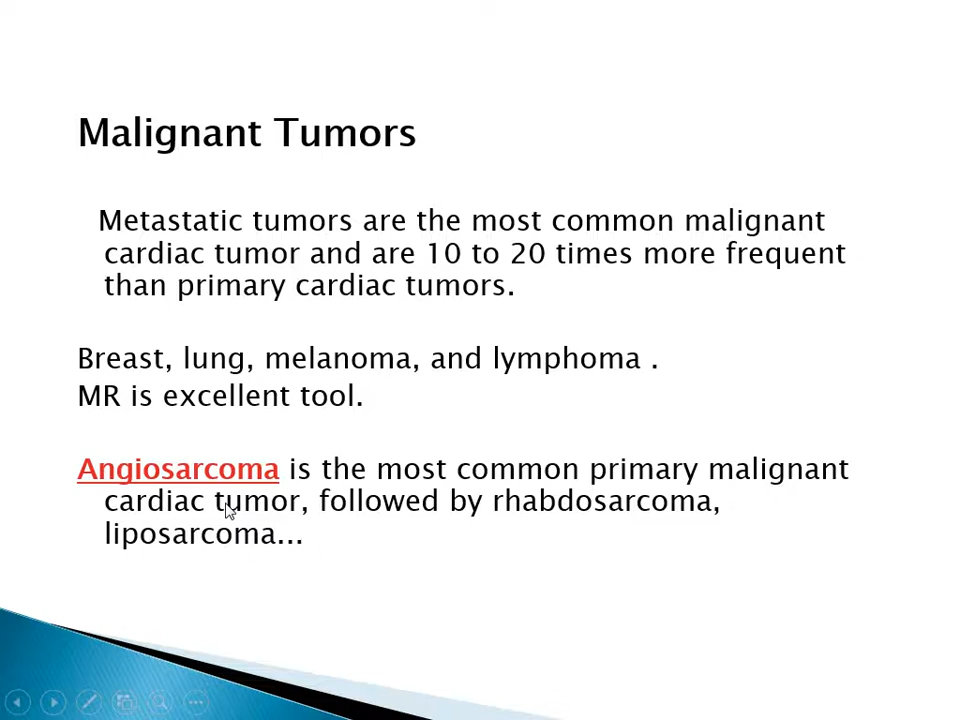 Malignant Tumors
Metastatic tumors are the most common malignant
cardiac tumor and are 10 to 20 times more frequent
than primary cardiac tumors.
Breast, lung, melanoma, and lymphoma .
MR is excellent tool.
Angiosarcoma is the most common primary malignant
cardiac tumor, followed by rhabdosarcoma,
liposarcoma...